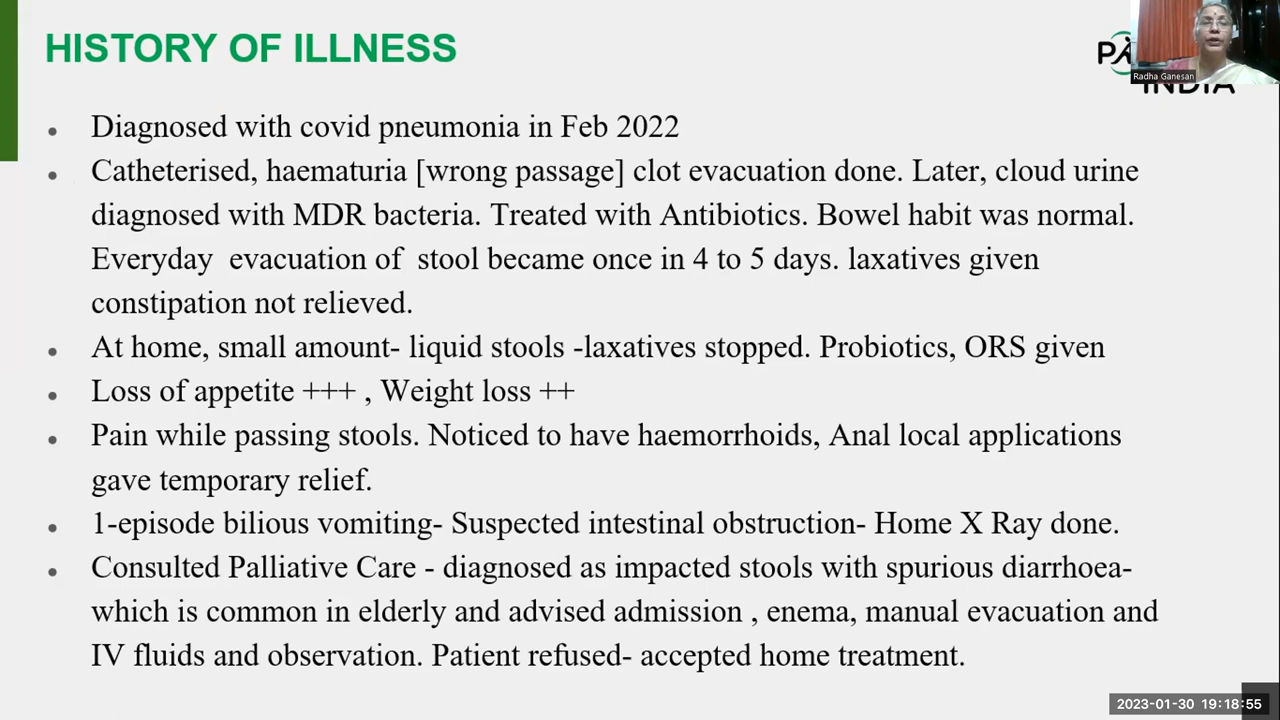 HISTORY OF ILLNESS
Radha Ganesan
INDIA
Diagnosed with covid pneumonia in Feb 2022
Catheterised, haematuria [wrong passage] clot evacuation done. Later, cloud urine
diagnosed with MDR bacteria. Treated with Antibiotics. Bowel habit was normal.
Everyday evacuation of stool became once in 4 to 5 days. laxatives given
constipation not relieved.
At home, small amount- liquid stools -laxatives stopped. Probiotics, ORS given
Loss of appetite +++ , Weight loss ++
Pain while passing stools. Noticed to have haemorrhoids, Anal local applications
gave temporary relief.
1-episode bilious vomiting- Suspected intestinal obstruction- Home X Ray done.
Consulted Palliative Care - diagnosed as impacted stools with spurious diarrhoea-
which is common in elderly and advised admission , enema, manual evacuation and
IV fluids and observation. Patient refused- accepted home treatment.
2023-01-30 19:18:55